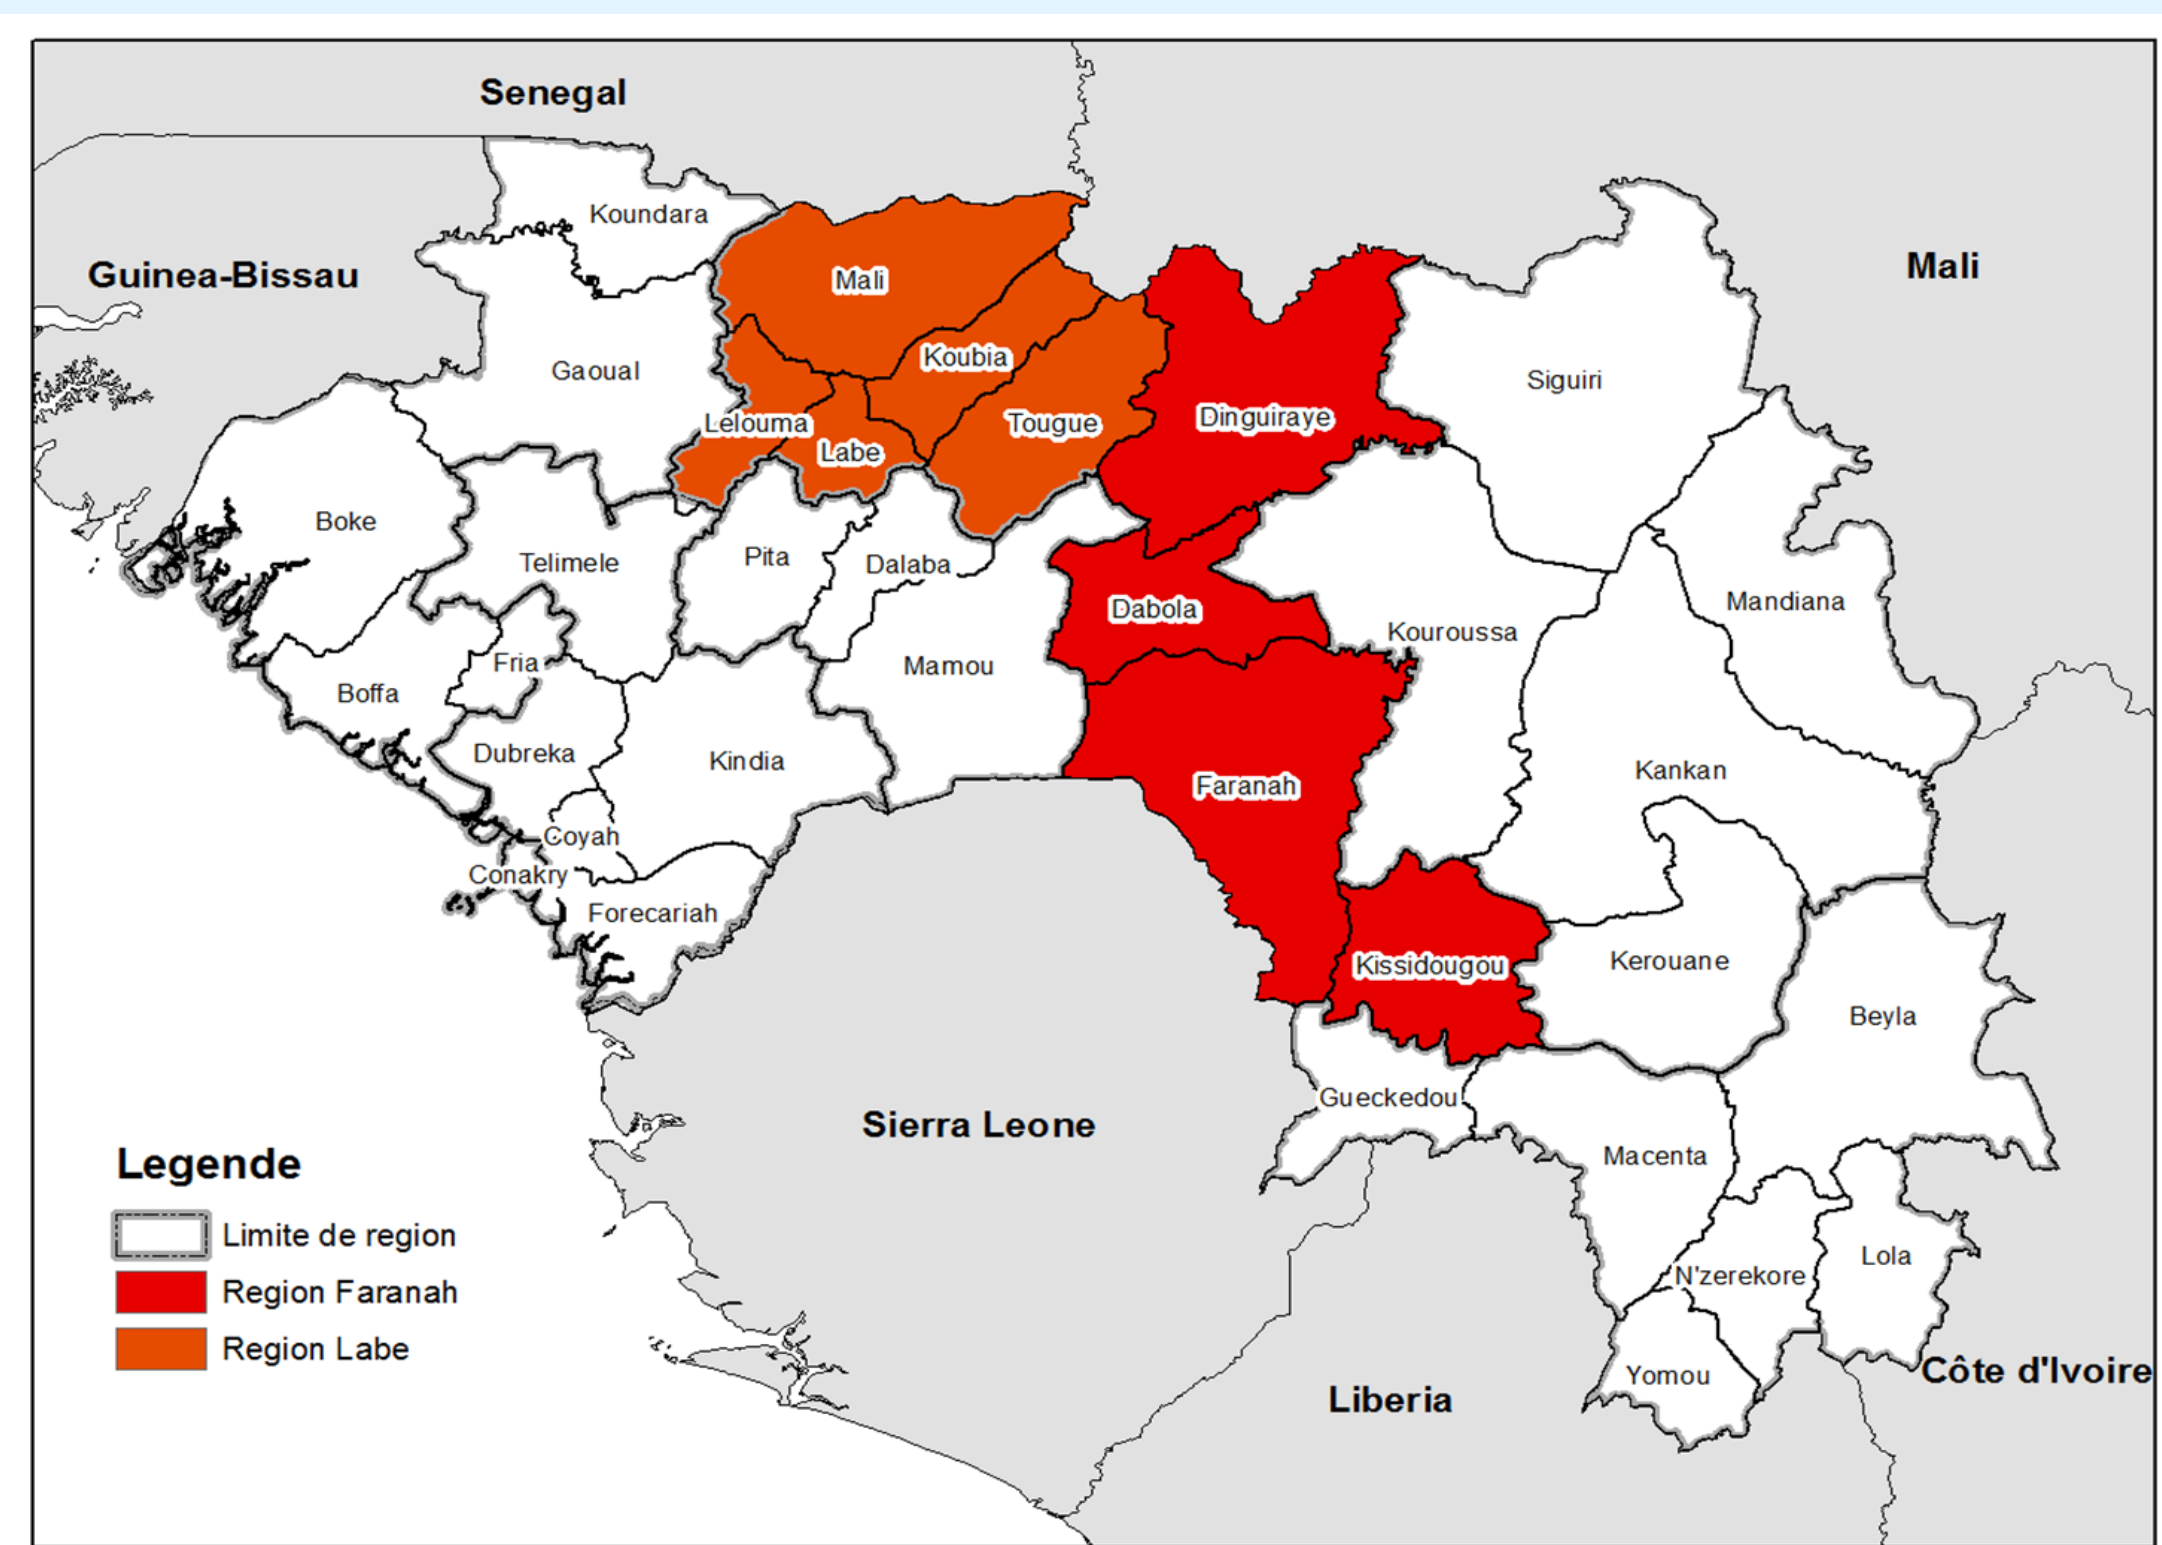 Senegal
Koundara
Guinea-Bissau
Mali
Mali
Koubia
Gaoual
Siguiri
Lelouma
Tougue
Dinguiraye
Labe
Boke
Telimele
Pita
Dalaba
Dabola
Mandiana
Kouroussa
Fria
Mamou
Boffa
Dubreka
Kindia
Kankan
Faranah
Coyah
Conakry
Forecariah
Kissidougou
Kerouane
Beyla
Gueckedou
Sierra Leone
Macenta
Legende
Limite de region
Lola
N'zerekore
Region Faranah
Region Labe
Yomou
Côte d'Ivoire
Liberia